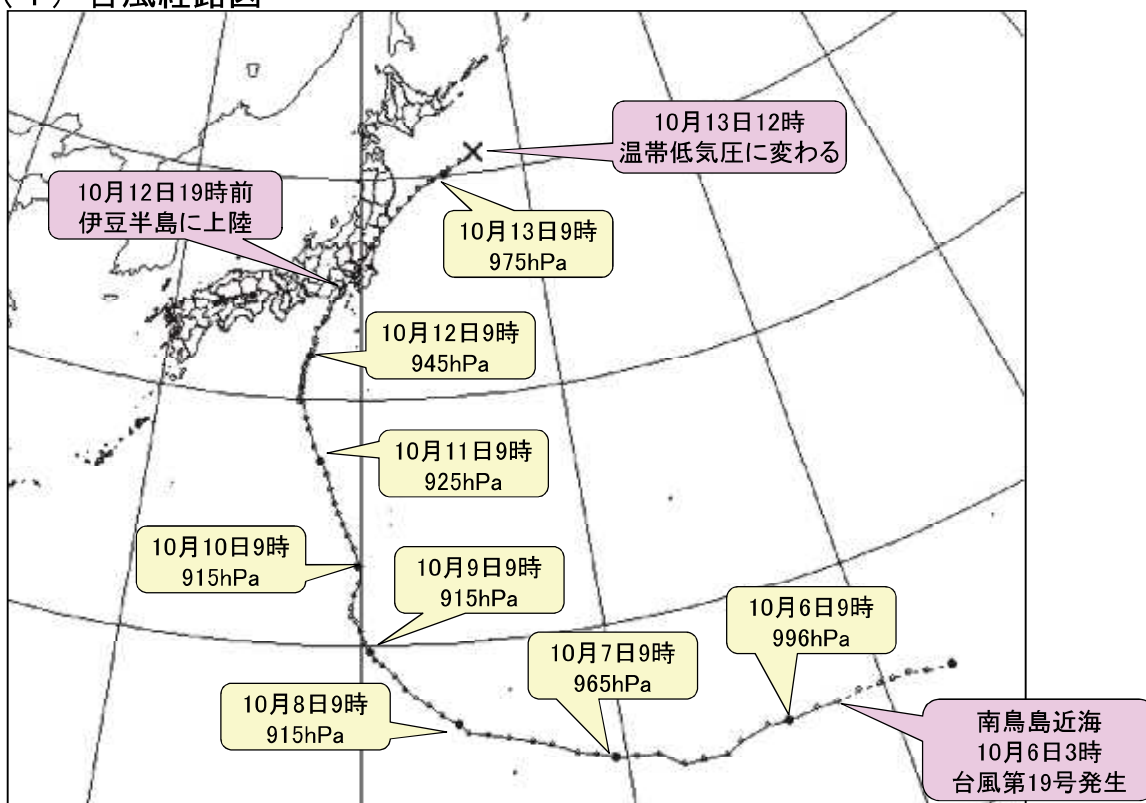 (1) 台風経路図
10月13日12時
温帯低気圧に変わる
10月12日19時前
伊豆半島に上陸
10月13日9時
975hPa
10月12日9時
945hPa
10月11日9時
925hPa
10月10日9時
915hPa
10月9日9時
915hPa
10月6日9時
996hPa
10月7日9時
965hPa
10月8日9時
915hPa
南鳥島近海
10月6日3時
台風第19号発生